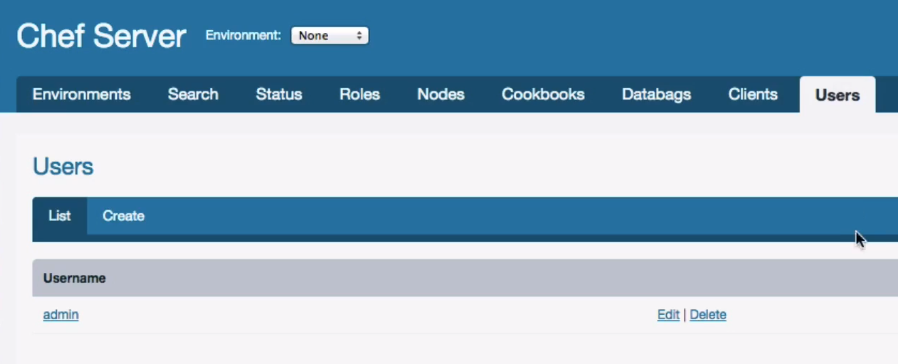 Chef Server Environment: None
Environments Search Status Roles Nodes Cookbooks Databags Clients Users
Users
List Create
Username
admin Edit | Delete